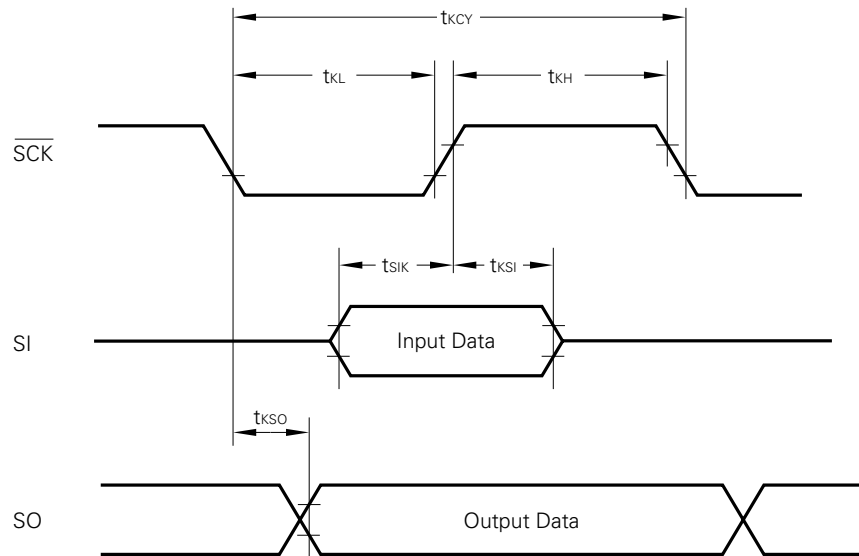 tKCY
tKL
tKH
SCK
tSIK
tKSI
SI
Input Data
tKSO
SO
Output Data